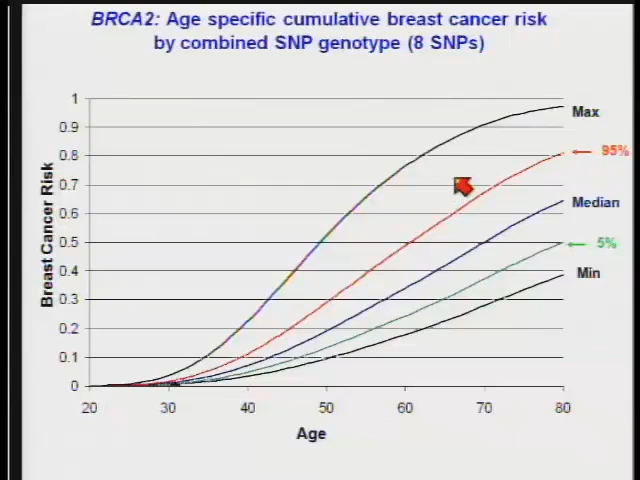 BRCA2: Age specific cumulative breast cancer risk
by combined SNP genotype (8 SNPs)
1
0.9
0.8
0.7
0.6
0.5
0.4
0.3
0.2
0.1
0
Breast Cancer Risk
Max
95%
Median
5%
Min
20 30 40 50 60 70 80
Age